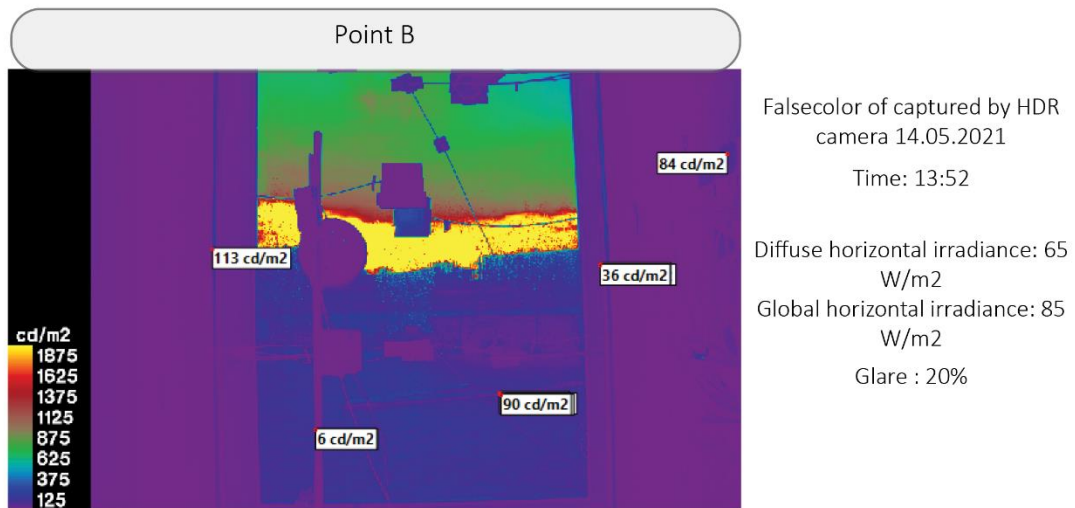 Point B
Falsecolor of captured by HDR
camera 14.05.2021
Time: 13:52
Diffuse horizontal irradiance: 65
W/m2
Global horizontal irradiance: 85
W/m2
Glare : 20%
84 cd/m2
113 cd/m2
36 cd/m2
90 cd/m2
6 cd/m2
cd/m2
1875
1625
1375
1125
875
625
375
125